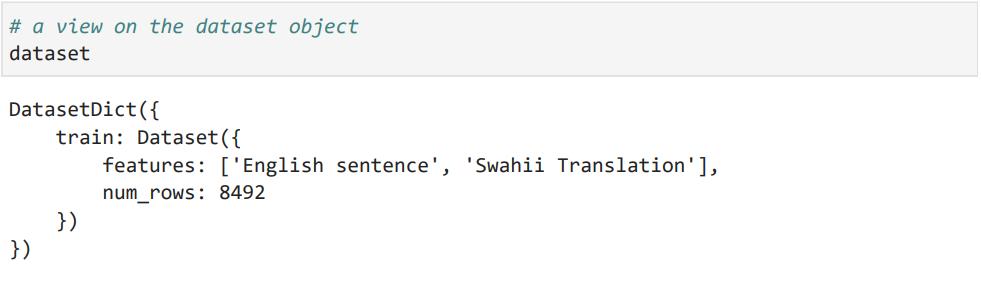 # a view on the dataset object
dataset
DatasetDict({
    train: Dataset({
        features: ['English sentence', 'Swahii Translation'],
        num_rows: 8492
    })
})